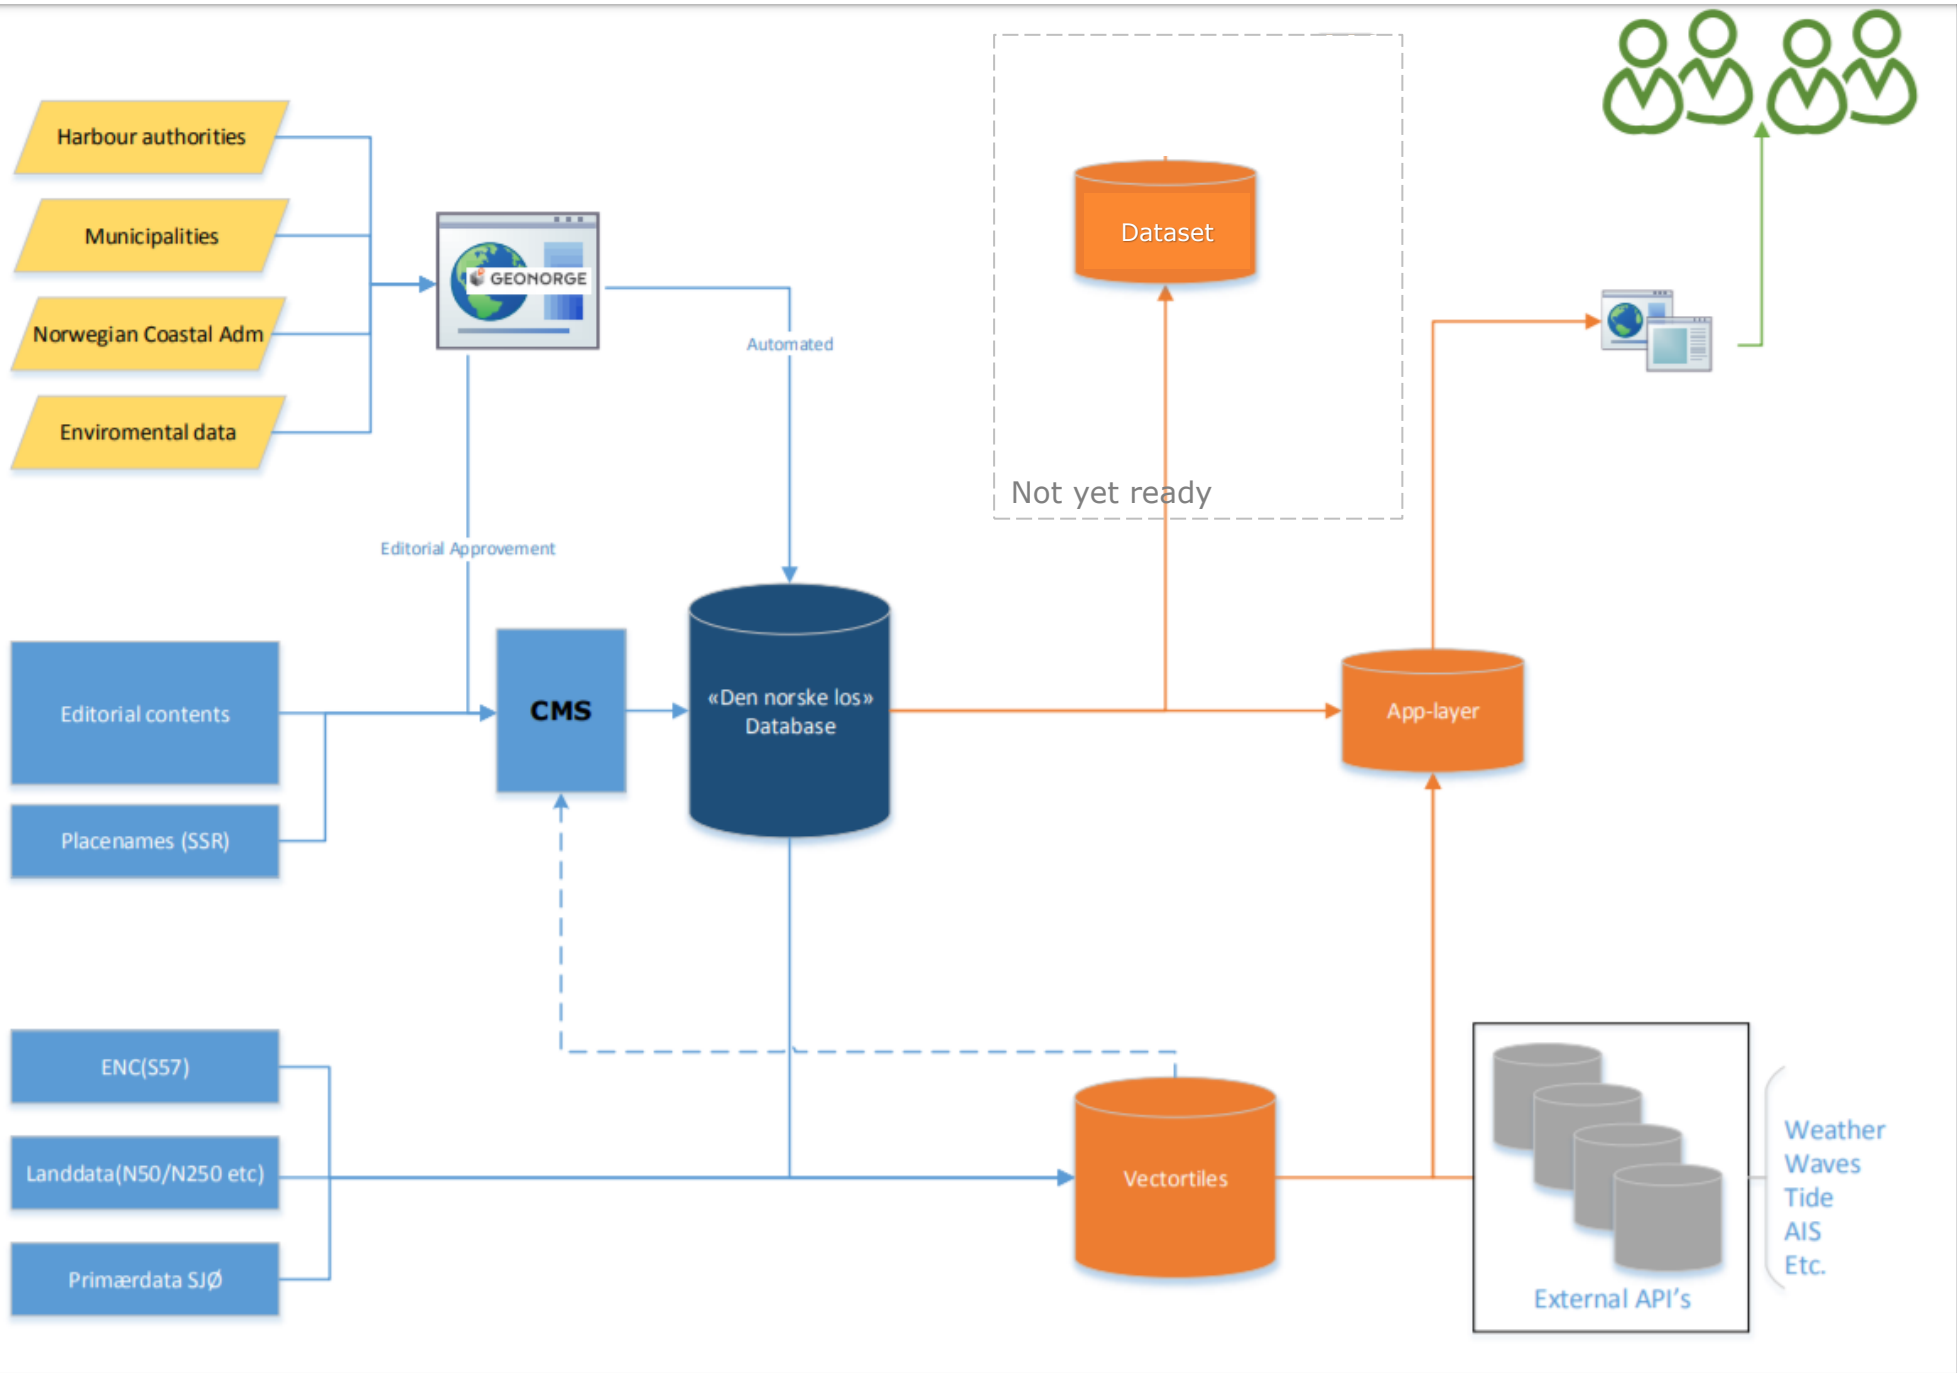 Harbour authorities
Municipalities
Norwegian Coastal Adm
Enviromental data
GEONORGE
Automated
Editorial Approvement
Dataset
Not yet ready
Editorial contents
Placenames (SSR)
CMS
«Den norske los»
Database
App-layer
ENC(S57)
Landdata(N50/N250 etc)
Primærdata SJØ
Vectortiles
External API’s
Weather
Waves
Tide
AIS
Etc.